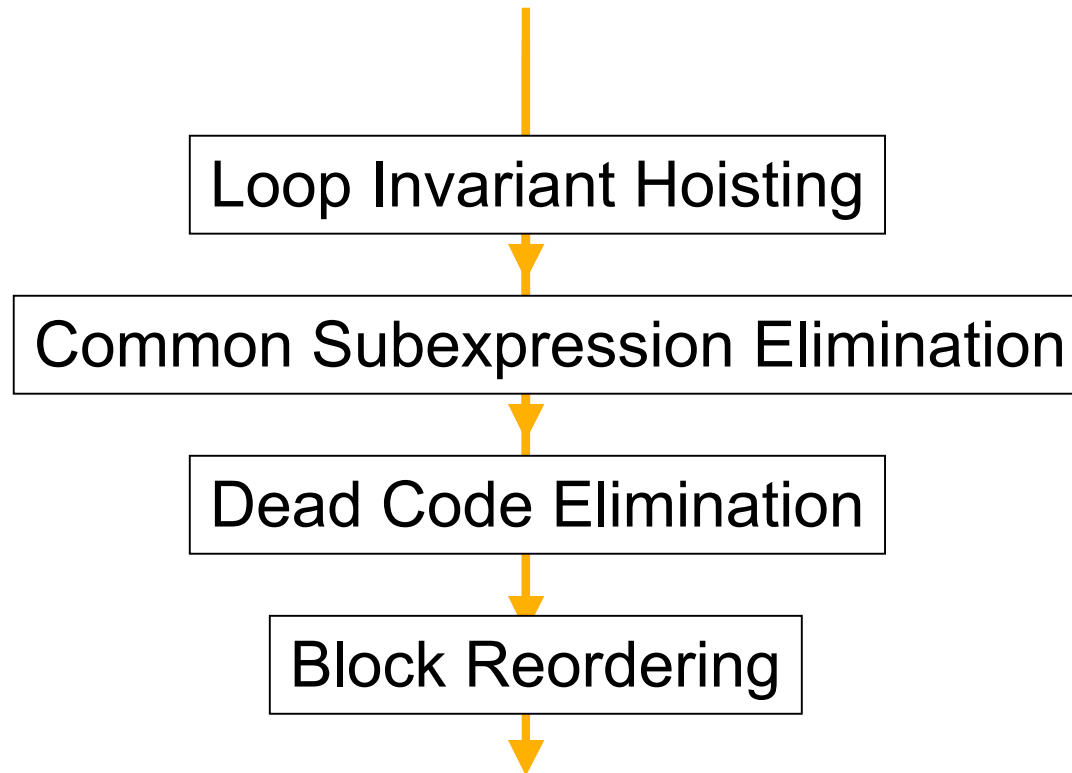 Loop Invariant Hoisting
Common Subexpression Elimination
Dead Code Elimination
Block Reordering